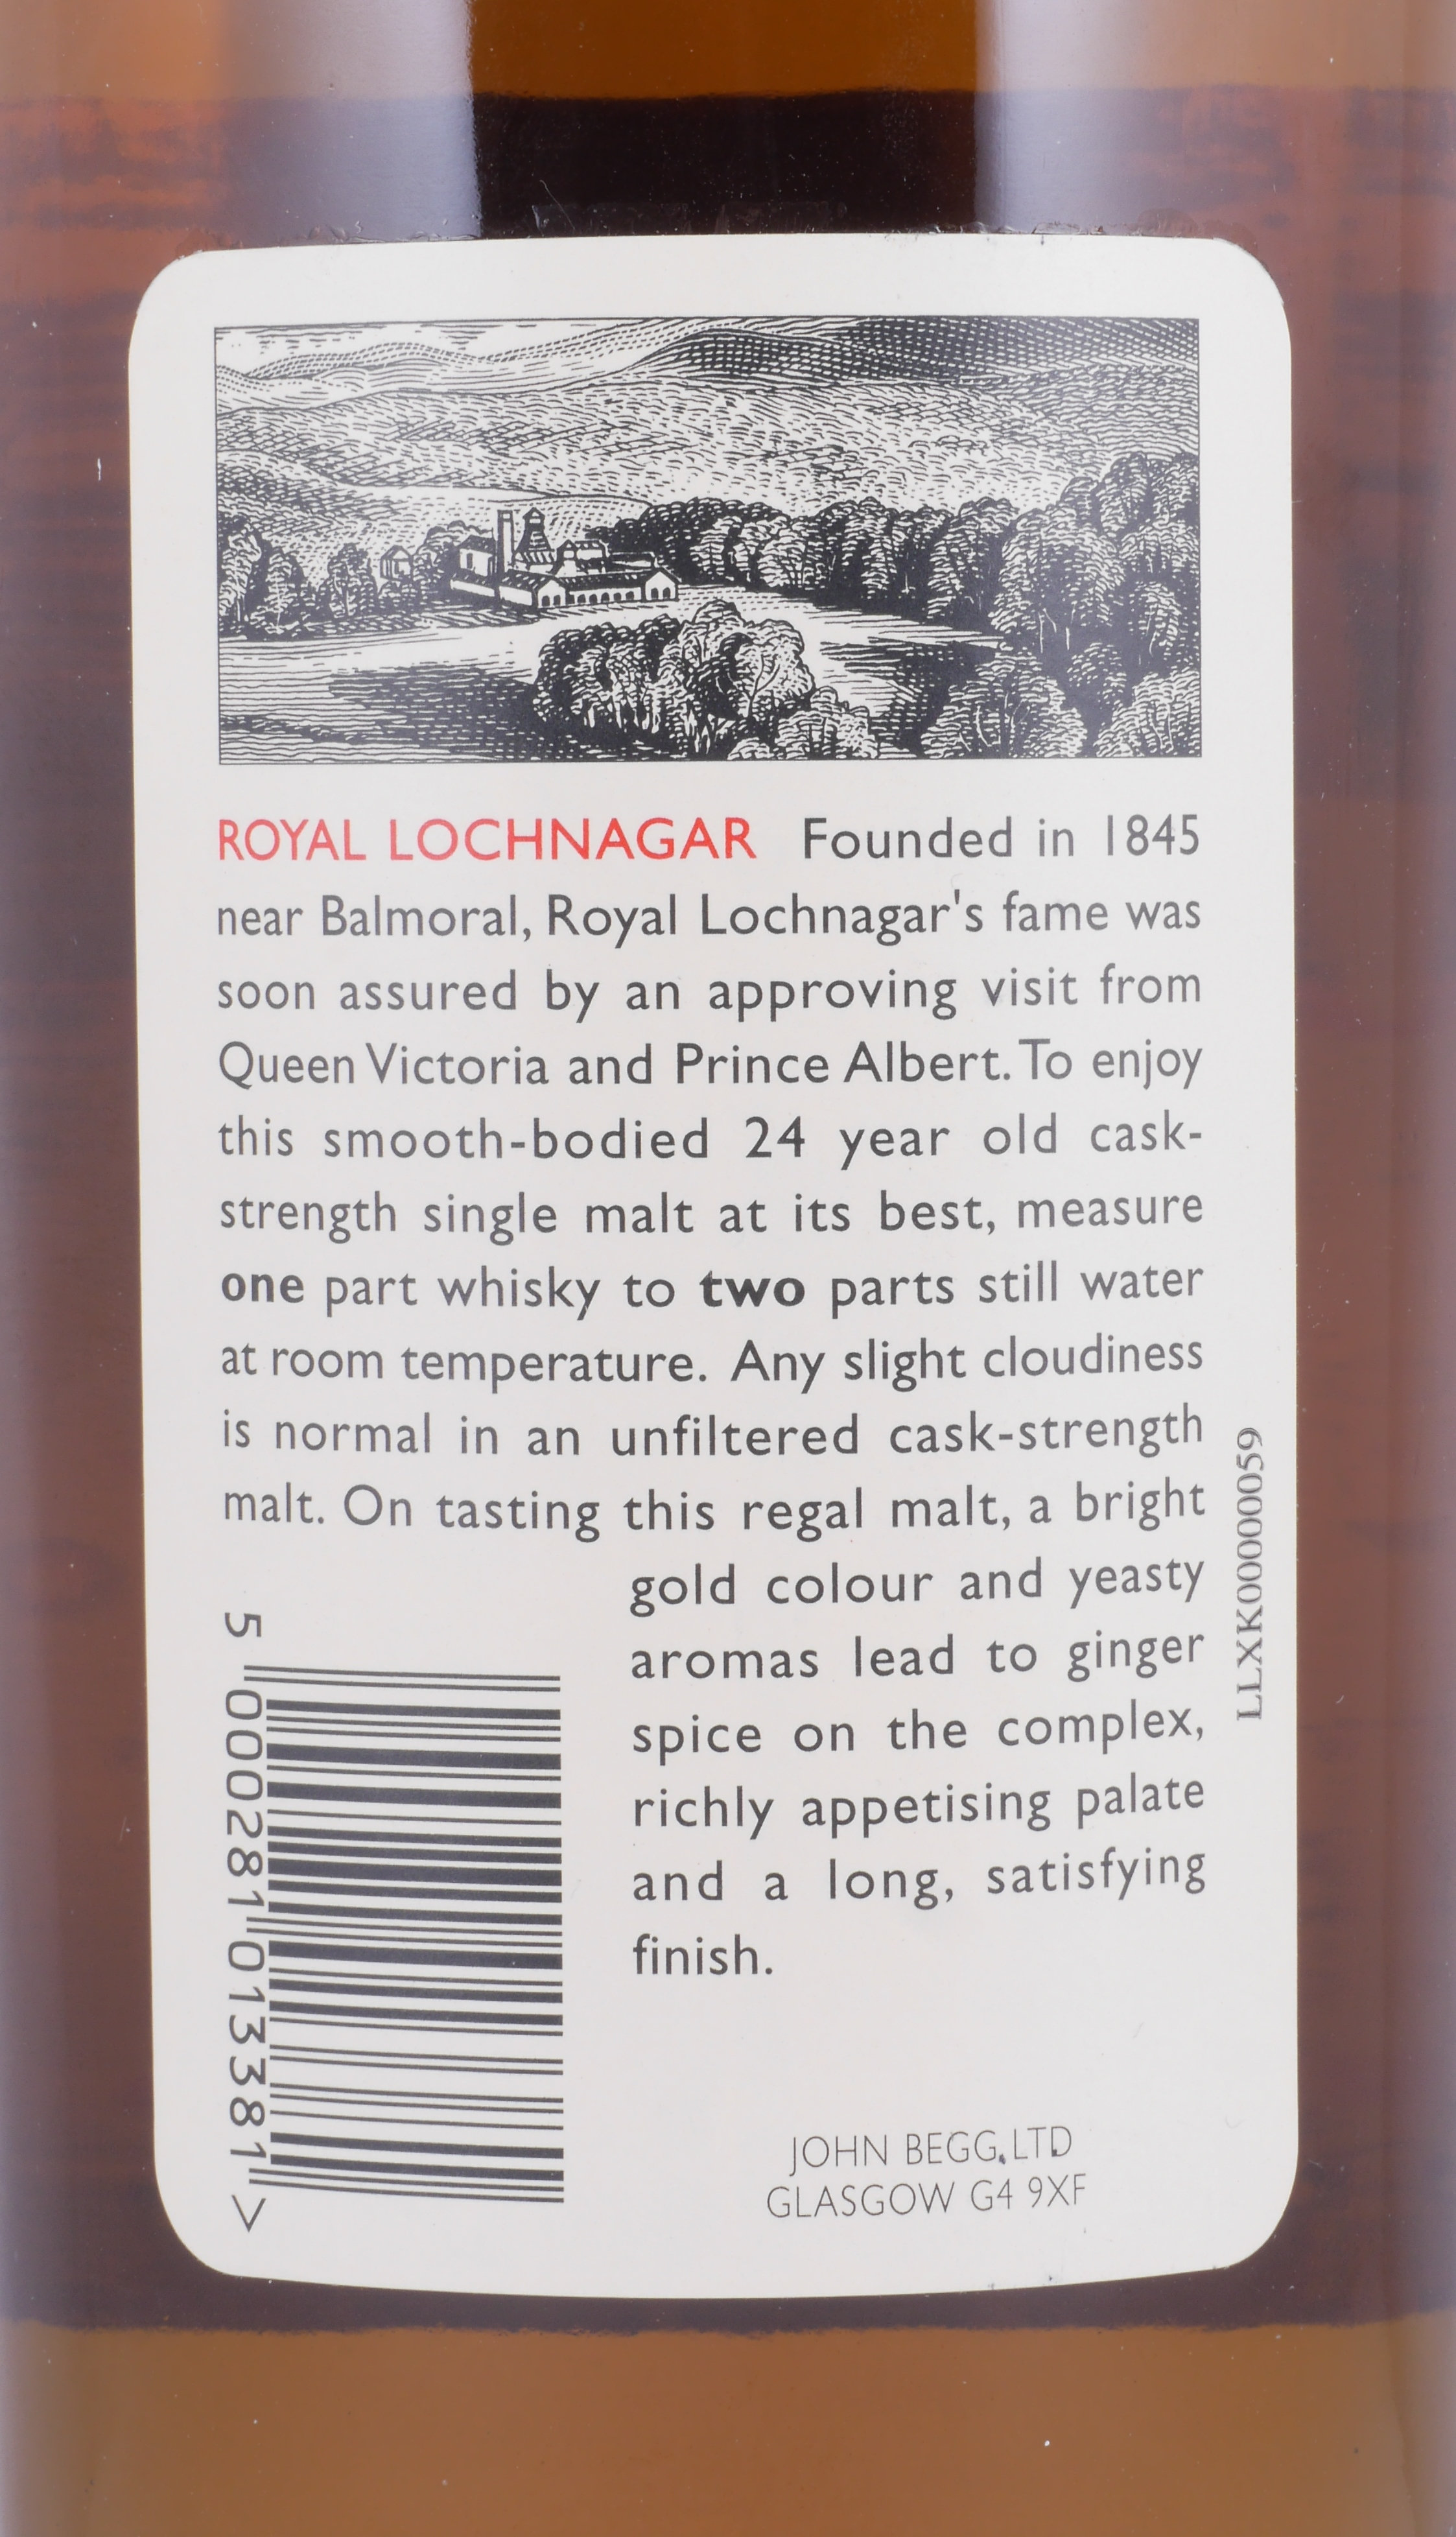 ROYAL LOCHNAGAR Founded in 1845
near Balmoral, Royal Lochnagar's fame was
soon assured by an approving visit from
Queen Victoria and Prince Albert. To enjoy
this smooth-bodied 24 year old cask-
strength single malt at its best, measure
one part whisky to two parts still water
at room temperature. Any slight cloudiness
is normal in an unfiltered cask-strength
malt. On tasting this regal malt, a bright
gold colour and yeasty
aromas lead to ginger
spice on the complex,
richly appetising palate
and a long, satisfying
finish.
5 000281 013381 >
LLXK0000059
JOHN BEGG, LTD
GLASGOW G4 9XF